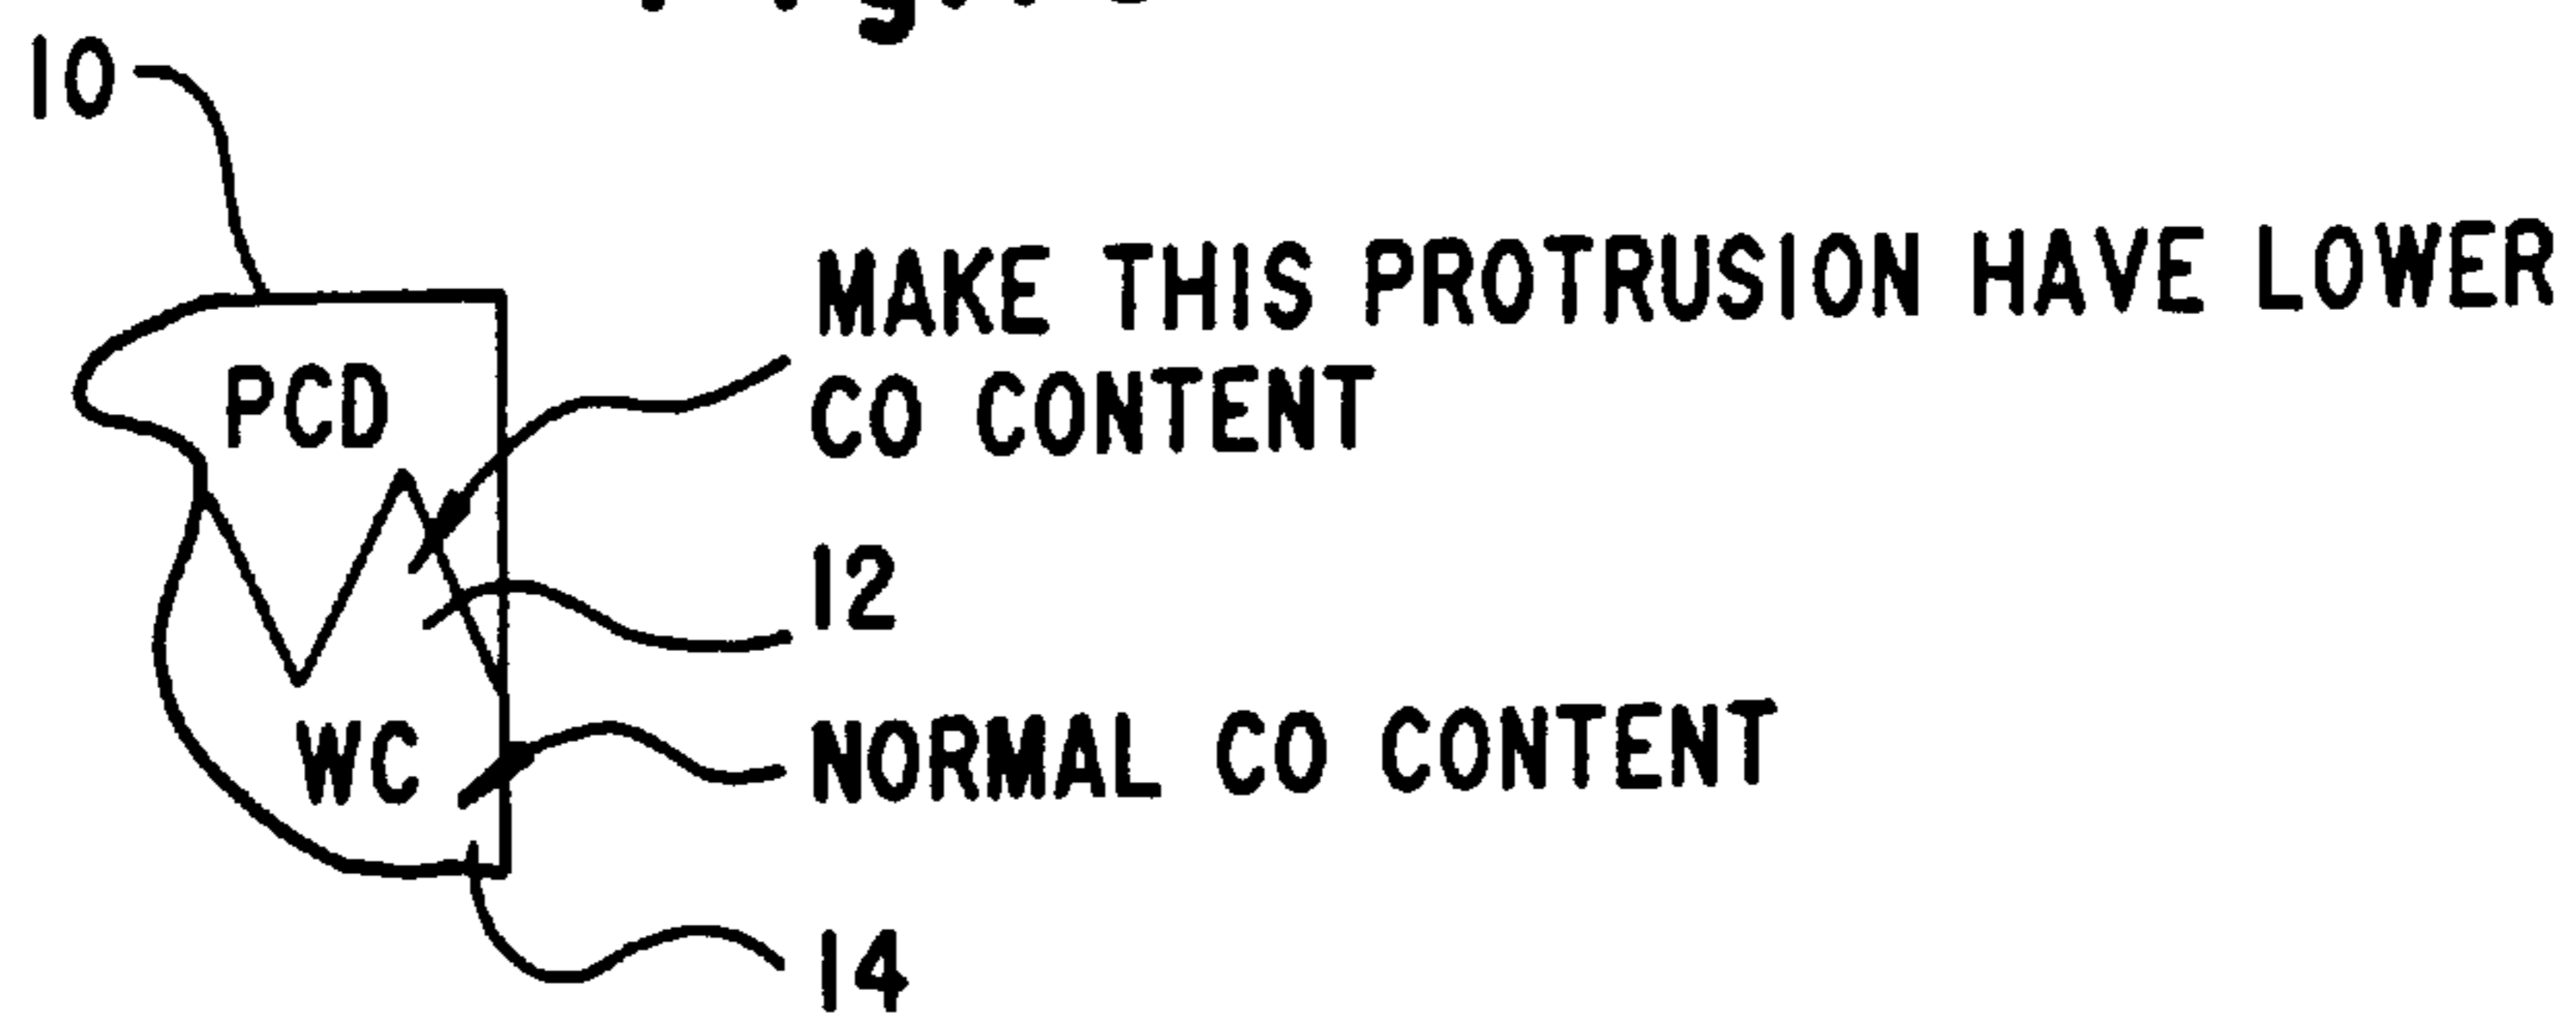 10
MAKE THIS PROTRUSION HAVE LOWER
CO CONTENT
PCD
12
WC
NORMAL CO CONTENT
14